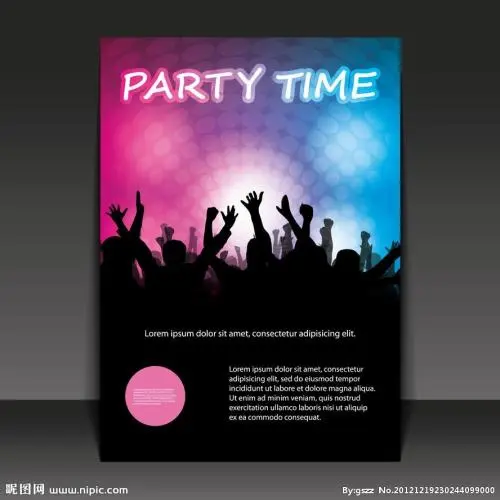 PARTY TIME
Lorem ipsum dolor sit amet, consectetur adipisicing elit.
Lorem ipsum dolor sit amet,
consectetur adipisicing elit, sed
do eiusmod tempor incididunt
incididunt ut labore et aliqua.
Ut enim ad minim veniam,
quis nostrud exercitation
ullamco laboris nisi ut aliquip
ex ea commodo
consequat.
昵图网 www.nipic.com
By:gszz No.20121219230244099000